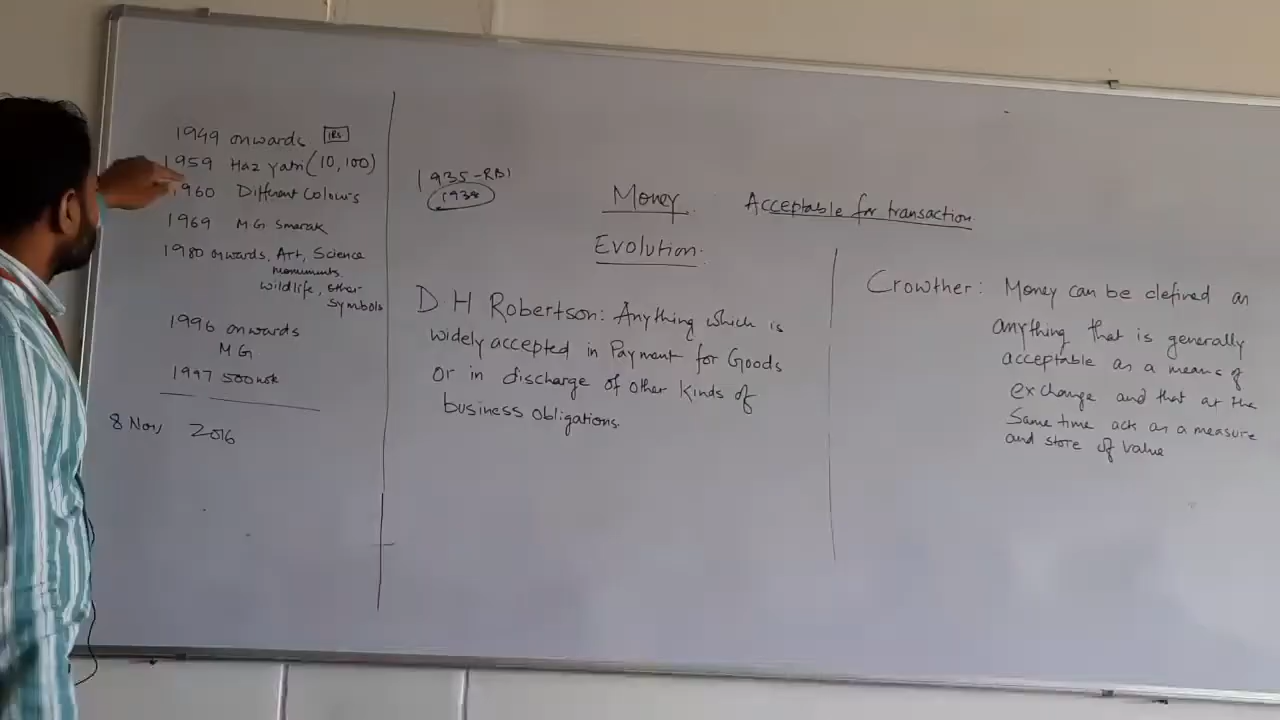 1949 onwards 1RS
1959 Haz Yatri (10, 100)
1960 Different Colours
1969 MG Smarak
1980 onwards, Art, Science
monuments
wildlife, other
symbols
1996 onwards
MG
1997 500 note
8 Nov, 2016
1935-RBI
1938
Money Acceptable for transaction
Evolution:
D H Robertson: Anything which is
widely accepted in Payment for Goods
or in discharge of other kinds of
business obligations.
Crowther: Money can be defined as
anything that is generally
acceptable as a means of
exchange and that at the
Same time acts as a measure
and store of value